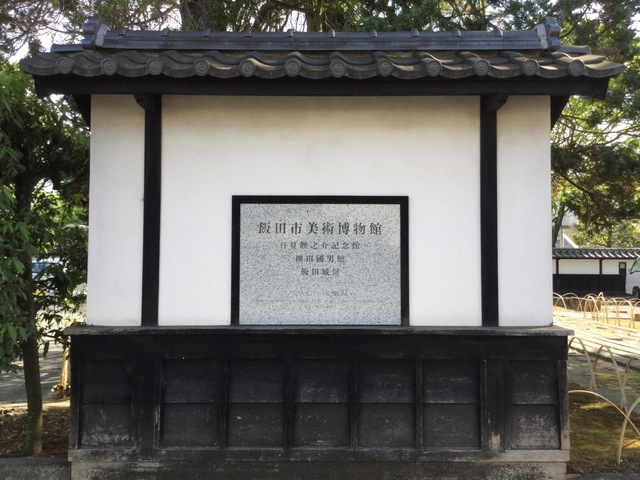 飯田市美術博物館
日夏耿之介記念館
柳田國男館
飯田城址